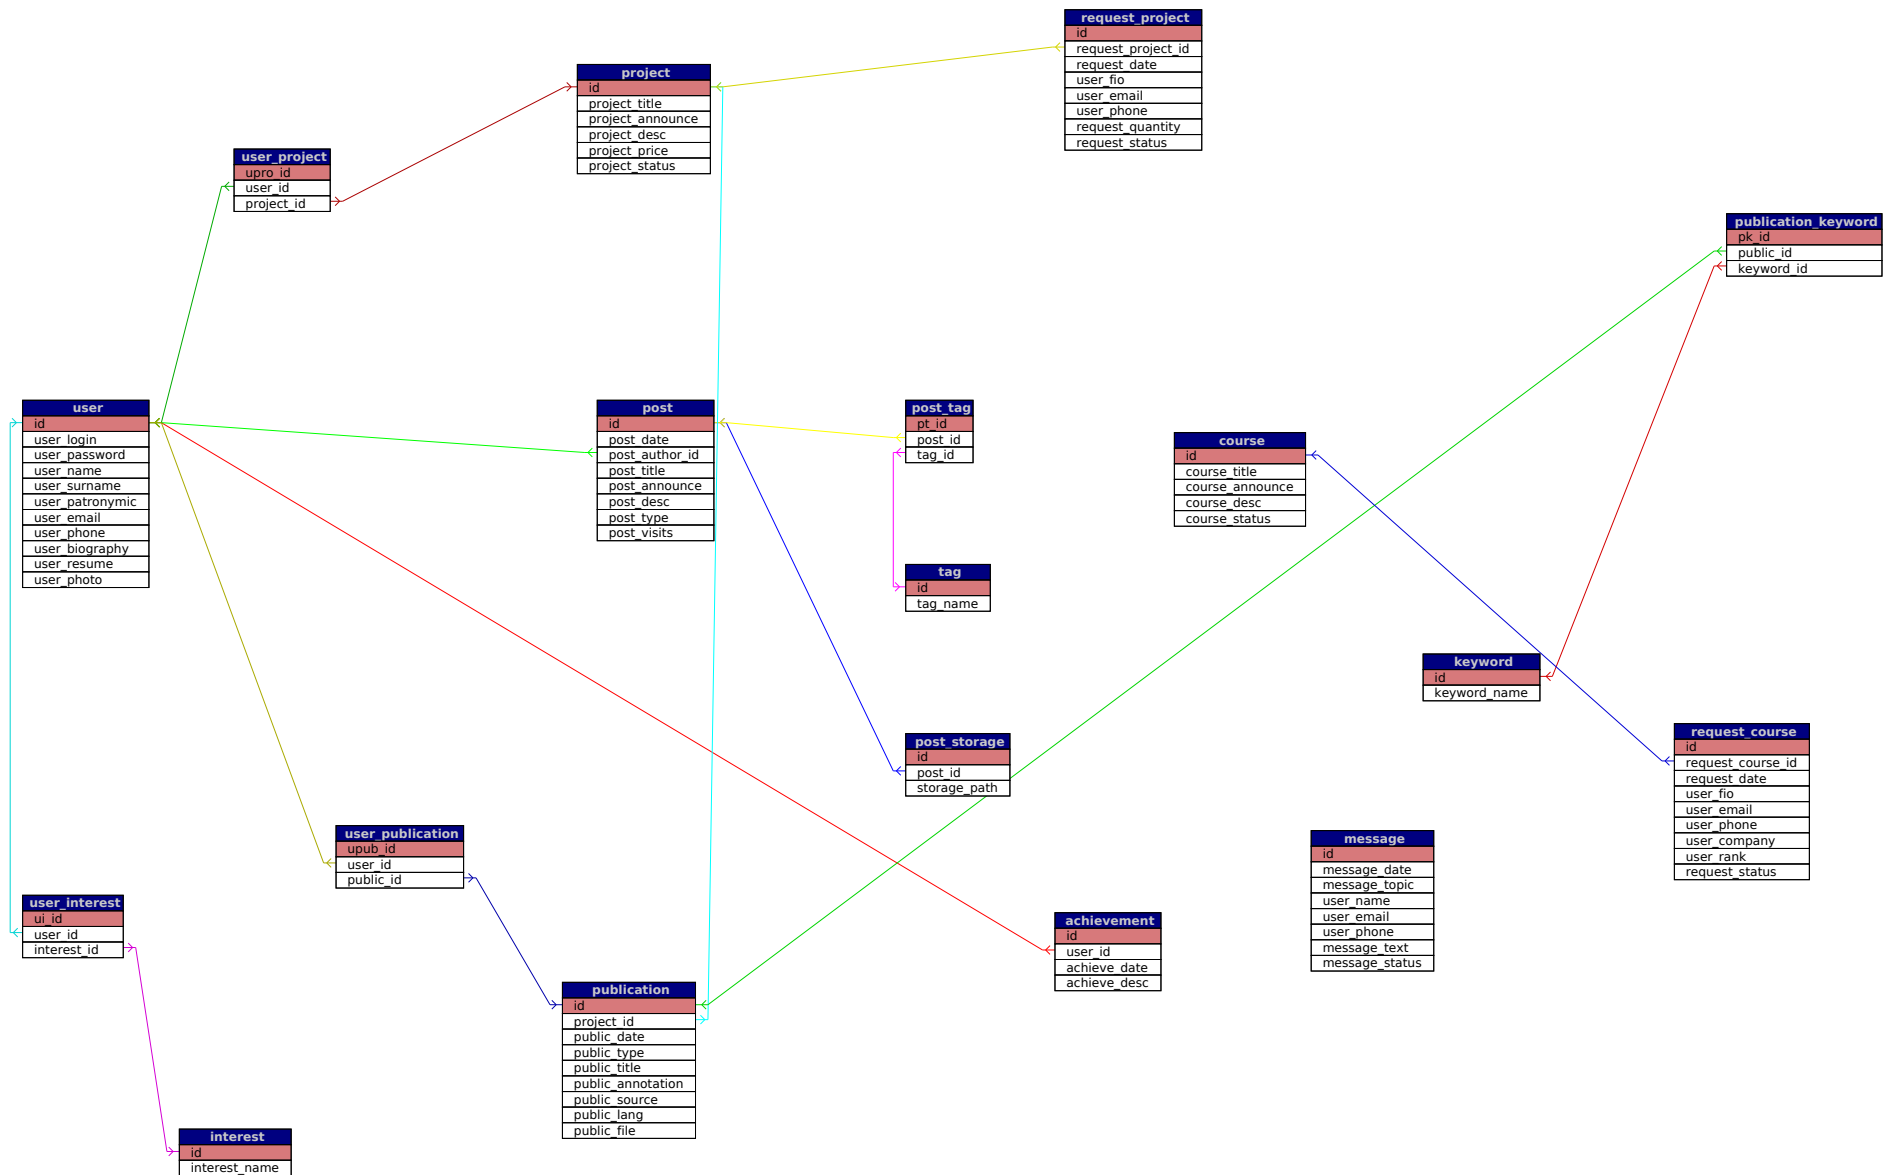 request_project
id
request_project_id
request_date
user_fio
user_email
user_phone
request_quantity
request_status
project
id
project_title
project_announce
project_desc
project_price
project_status
user_project
upro_id
user_id
project_id
publication_keyword
pk_id
public_id
keyword_id
user
id
user_login
user_password
user_name
user_surname
user_patronymic
user_email
user_phone
user_biography
user_resume
user_photo
post
id
post_date
post_author_id
post_title
post_announce
post_desc
post_type
post_visits
post_tag
pt_id
post_id
tag_id
course
id
course_title
course_announce
course_desc
course_status
tag
id
tag_name
keyword
id
keyword_name
request_course
id
request_course_id
request_date
user_fio
user_email
user_phone
user_company
user_rank
request_status
post_storage
id
post_id
storage_path
user_publication
upub_id
user_id
public_id
message
id
message_date
message_topic
user_name
user_email
user_phone
message_text
message_status
user_interest
ui_id
user_id
interest_id
achievement
id
user_id
achieve_date
achieve_desc
publication
id
project_id
public_date
public_type
public_title
public_annotation
public_source
public_lang
public_file
interest
id
interest_name